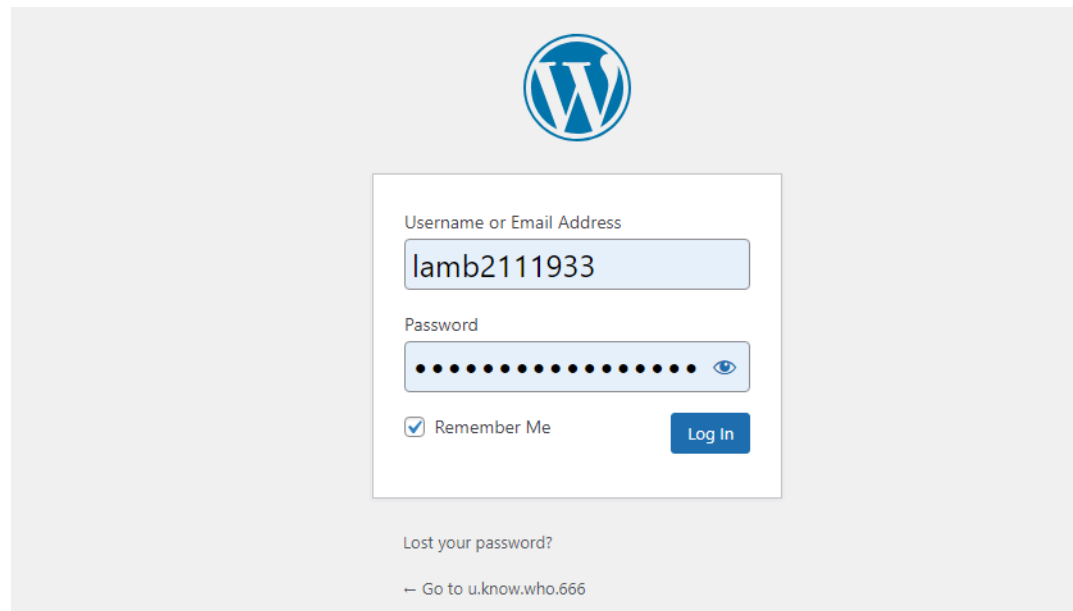 Username or Email Address
lamb2111933
Password
•••••••••••••••••
Remember Me
Log In
Lost your password?
← Go to u.know.who.666